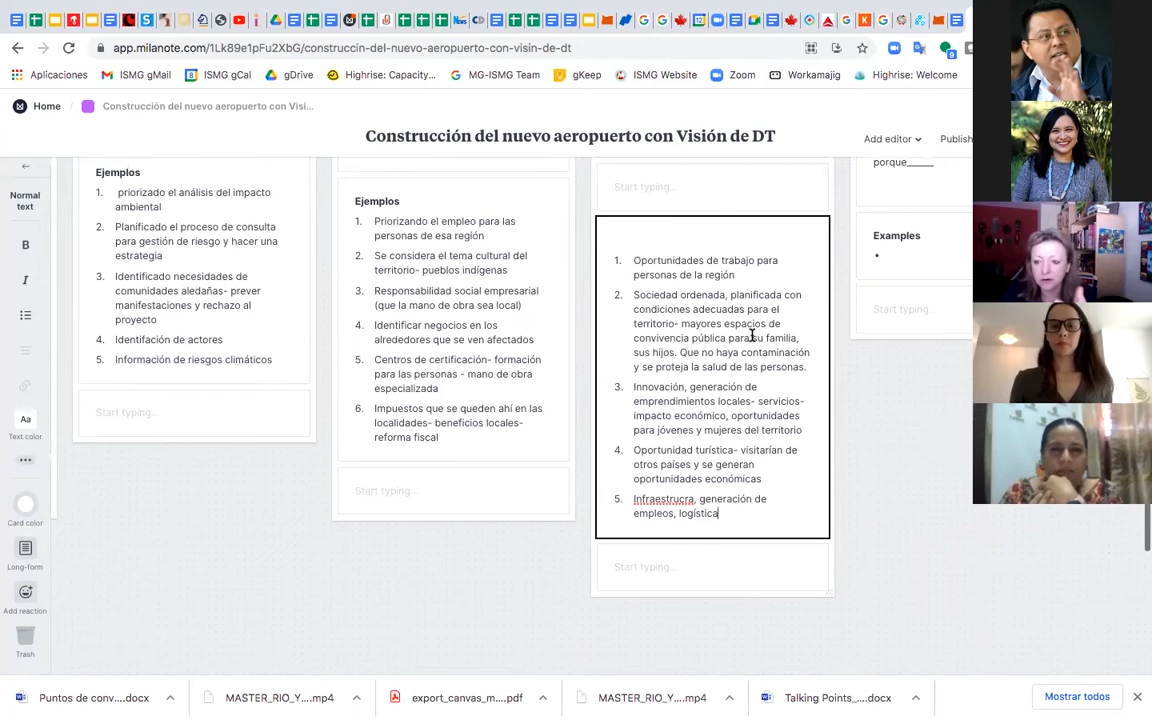 app.milanote.com/1Lk89e1pFu2XbG/construccin-del-nuevo-aeropuerto-con-visin-de-dt
Aplicaciones
ISMG gMail
ISMG gCal
gDrive
Highrise: Capacity...
MG-ISMG Team
gKeep
ISMG Website
Zoom
Workamajig
Highrise: Welcome
Home / Construcción del nuevo aeropuerto con Visi...
Construcción del nuevo aeropuerto con Visión de DT
Add editor
Publish
Normal
text
B
I
Aa
Text color
Card color
Long-form
Add reaction
Trash
Ejemplos
1. priorizado el análisis del impacto
ambiental
2. Planificado el proceso de consulta
para gestión de riesgo y hacer una
estrategia
3. Identificado necesidades de
comunidades aledañas- prever
manifestaciones y rechazo al
proyecto
4. Identifación de actores
5. Información de riesgos climáticos
Start typing...
Ejemplos
1. Priorizando el empleo para las
personas de esa región
2. Se considera el tema cultural del
territorio- pueblos indígenas
3. Responsabilidad social empresarial
(que la mano de obra sea local)
4. Identificar negocios en los
alrededores que se ven afectados
5. Centros de certificación- formación
para las personas - mano de obra
especializada
6. Impuestos que se queden ahí en las
localidades- beneficios locales-
reforma fiscal
Start typing...
Start typing...
1. Oportunidades de trabajo para
personas de la región
2. Sociedad ordenada, planificada con
condiciones adecuadas para el
territorio- mayores espacios de
convivencia pública para su familia,
sus hijos. Que no haya contaminación
y se proteja la salud de las personas.
3. Innovación, generación de
emprendimientos locales- servicios-
impacto económico, oportunidades
para jóvenes y mujeres del territorio
4. Oportunidad turística- visitarían de
otros países y se generan
oportunidades económicas
5. Infraestrucra, generación de
empleos, logística
Start typing...
porque______
Examples
•
Start typing...
Puntos de conv....docx
MASTER_RIO_Y....mp4
export_canvas_m....pdf
MASTER_RIO_Y....mp4
Talking Points_....docx
Mostrar todos